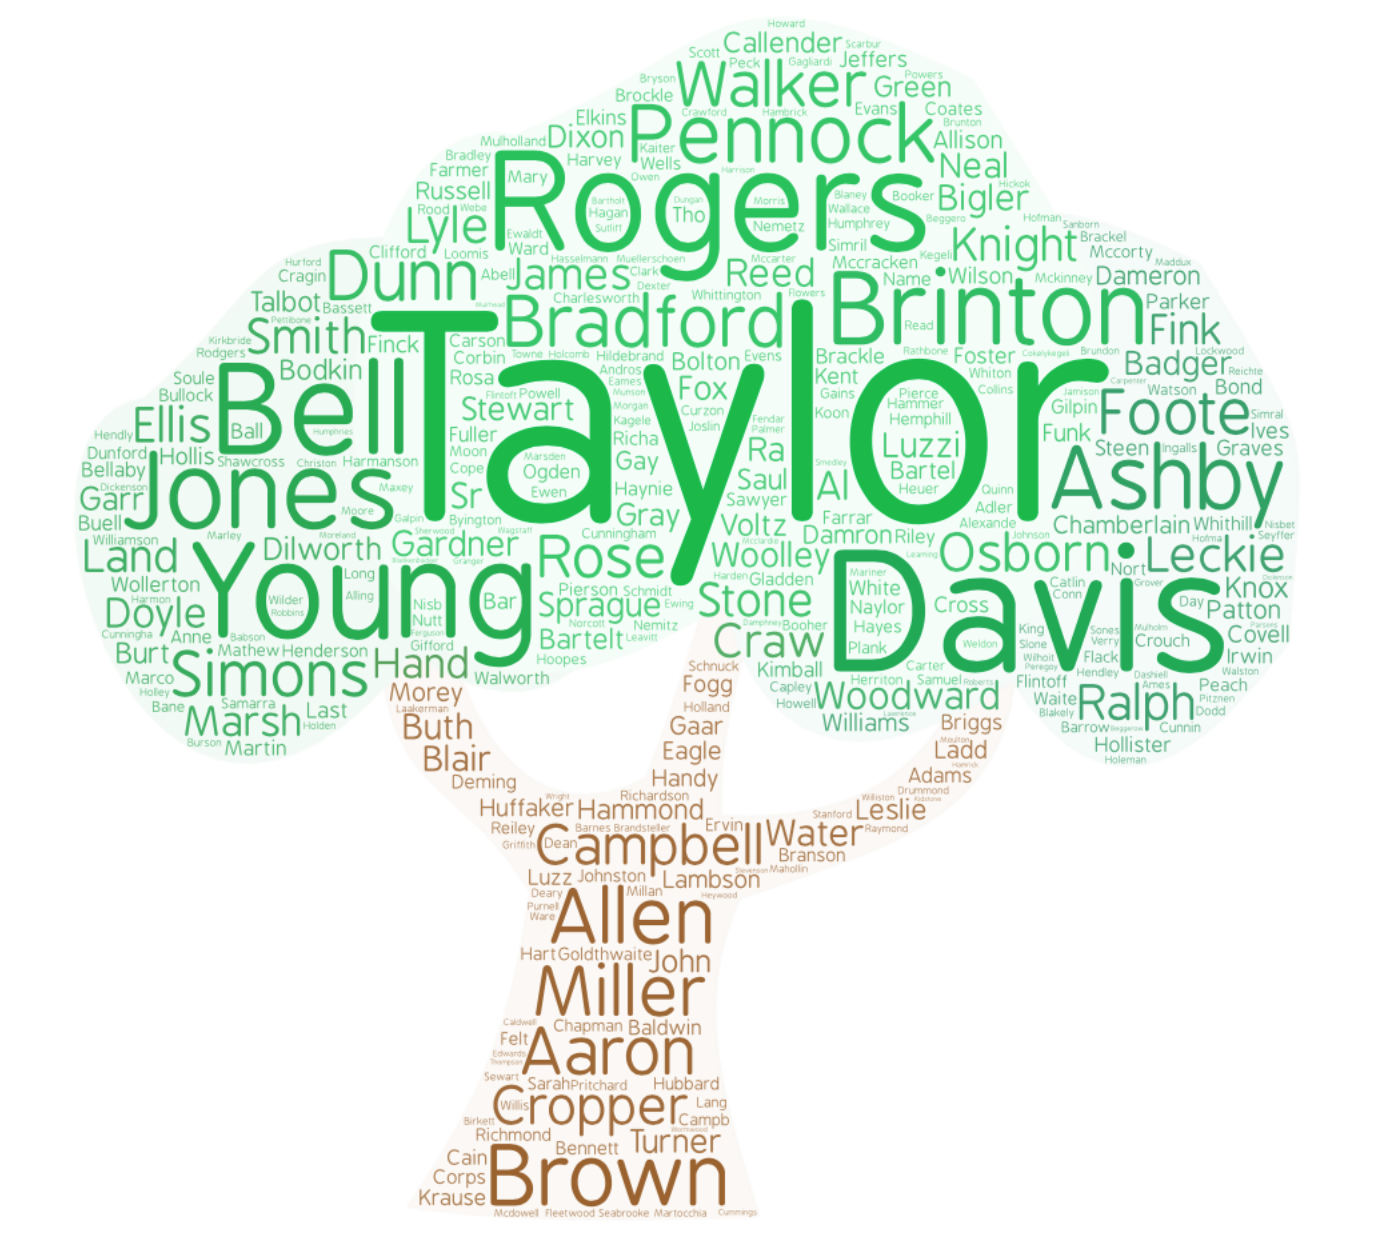 Howard
Callender Scarbur
Scott Peck Gagliardi Jeffers
Bryson Walker Powers
Brockle Green
Crawford Hambrick Evans Coates
Elkins Pennock Brunton
Mulholland Dixon Kaiter Allison
Bradley Harvey Wells Neal
Farmer Mary Owen Harrison Hickok
Russell Rogers Blaney Booker Bigler
Rood Webe Bartholt Dungan Morris Wallace
Lyle Hagan Tho Humphrey Beggero Hofman Sanborn
Ewaldt Sutliff Nemetz Simril Knight Brackel
Clifford Loomis Ward Hasselmann Muellerschoen Mccarter Kegeli Mccorty
Hurford Dunn Abell James Clark Reed Mccracken Wilson Maddux
Cragin Dexter Name Mckinney Dameron
Talbot Bassett Muirhead Charlesworth Whittington Flowers Brinton Parker
Pettibone Smith Bradford Read Fink
Kirkbride Finck Carson
Rodgers Corbin Towne Holcomb Hildebrand Bolton Evens Brackle Rathbone Foster Cokelykegeli Brundon Lockwood
Soule Bodkin Rosa Andros Kent Whiton Badger Reichte
Bullock Bell Flintoft Powell Eames Munson Fox Gains Pierce Collins Jamison Carpenter Watson Bond
Ellis Stewart Morgan Curzon Koon Hammer Gilpin Foote Simral
Hendly Ball Humphries Fuller Kagele Joslin Fendar Hemphill Funk Ives
Dunford Hollis Moon Richa Palmer Luzzi Steen Ingalls Graves
Bellaby Shawcross Christon Harmanson Cope Marsden Gay Ra Smedley Bartel
Dickenson Taylor Ogden Saul
Garr Jones Maxey Sr Ewen Haynie Sawyer Al Heuer Quinn Ashby
Buell Moore Galpin Byington Gray Voltz Farrar Adler
Williamson Marley Moreland Sherwood Wagstaff Cunningham Mcclardie Damron Riley Alexande Chamberlain Whithill Nisbet
Land Dilworth Gardner Rose Woolley Osborn Johnson Hofma Seyffer
Wollerton Young Long Granger Harden Gladden Leaming Nort Leckie
Harmon Wilder Alling Nisb Bar Pierson Schmidt Mariner Catlin Grover Knox Dickinson
Doyle Robbins Nutt Sprague Ewing Stone White Cross Conn Day Patton
Cunningha Anne Babson Ferguson Norcott Nemitz Damphney Booher Naylor Davis King Sones Mulholm Parsens
Burt Mathew Henderson Gifford Bartelt Leavitt Craw Hayes Weldon Slone Verry Crouch Covell
Marco Simons Hand Hoopes Schnuck Plank Wilhoit Flack Irwin
Holley Walworth Kimball Carter Peregoy Hendley Dashiell Walston
Bane Samarra Morey Fogg Capley Herriton Samuel Roberts Flintoff Ames Peach
Marsh Last Laakerman Holland Howell Woodward Waite Ralph Pitznen
Burson Holden Buth Gaar Williams Lawrence Briggs Blakely Dodd
Martin Barrow Beggerow Cunnin
Blair Eagle Moulton Ladd Hollister
Deming Handy Hamrick Adams Holeman
Wright Richardson Williston Drummond Kidstone
Huffaker Hammond Stanford Leslie
Reiley Barnes Brandsteller Ervin Water Raymond
Griffith Dean Campbell Branson
Luzz Johnston Lambson Stevenson Mahollin
Deary Millan Heywood
Purnell Allen
Ware
Hart Goldthwaite John
Miller
Caldwell Chapman Baldwin
Felt Aaron
Edwards
Thompson
Sewart Sarah Pritchard Hubbard
Willis Cropper Lang
Birkett Campb
Richmond Wormwood
Bennett Turner
Cain Brown
Corps
Krause
Mcdowell Fleetwood Seabrooke Martocchia Cummings